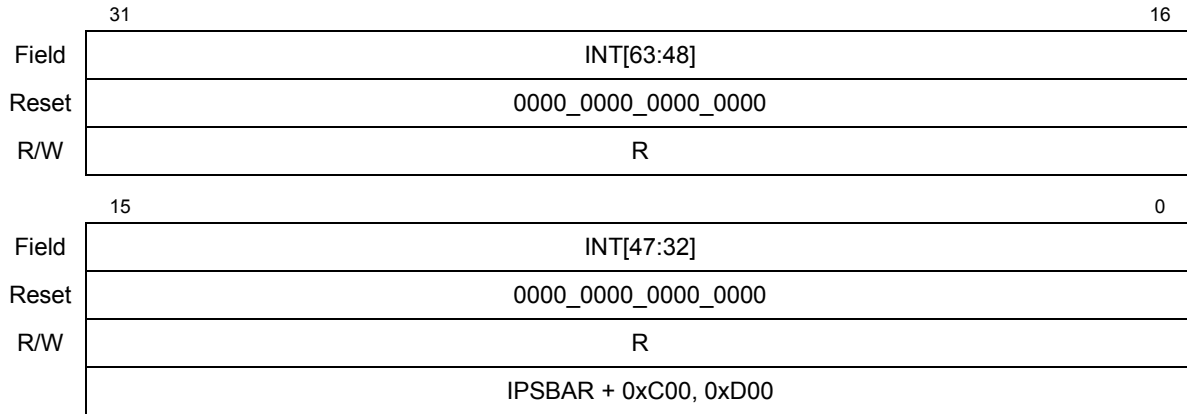 31 16
Field INT[63:48]
Reset 0000_0000_0000_0000
R/W R
15 0
Field INT[47:32]
Reset 0000_0000_0000_0000
R/W R
IPSBAR + 0xC00, 0xD00